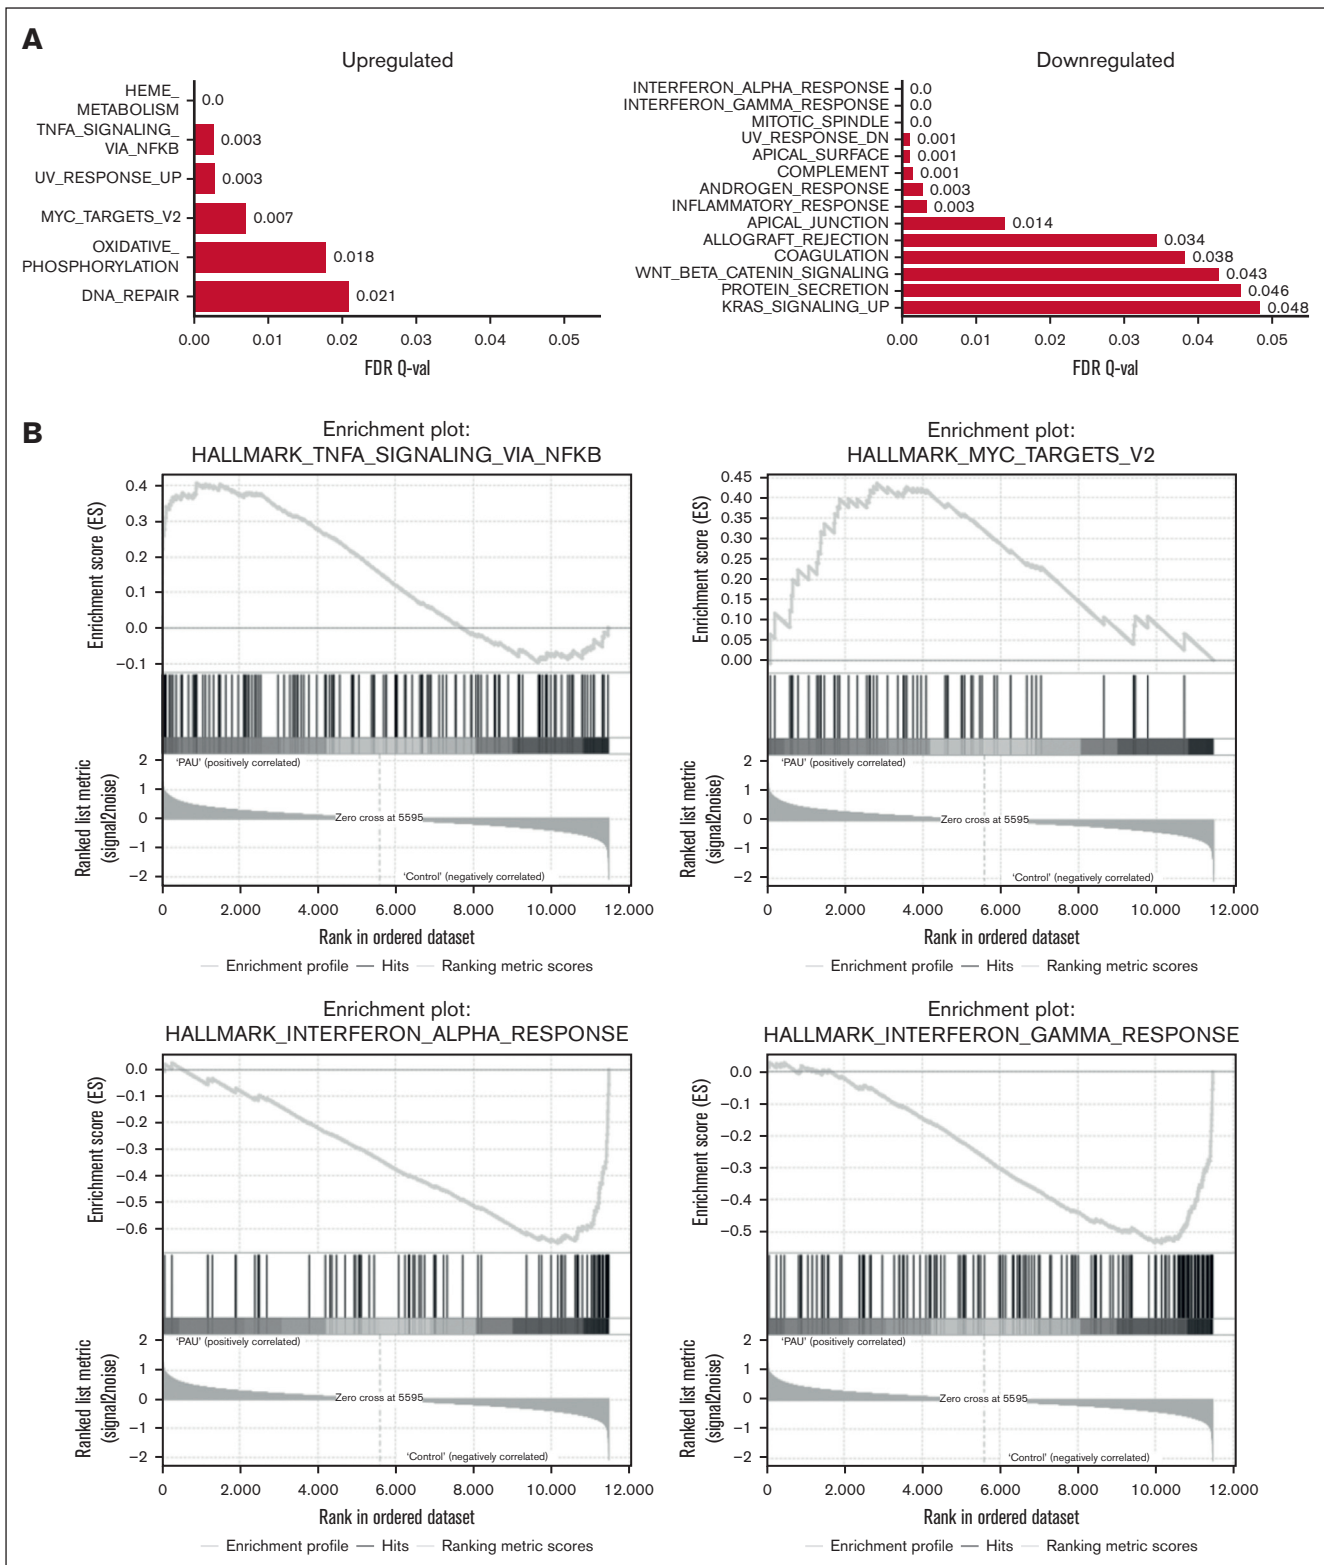 A
Upregulated
HEME_
METABOLISM
0.0
TNFA_SIGNALING_
VIA_NFKB
0.003
UV_RESPONSE_UP
0.003
MYC_TARGETS_V2
0.007
OXIDATIVE_
PHOSPHORYLATION
0.018
DNA_REPAIR
0.021
0.00 0.01 0.02 0.03 0.04 0.05
FDR Q-val
Downregulated
INTERFERON_ALPHA_RESPONSE 0.0
INTERFERON_GAMMA_RESPONSE 0.0
MITOTIC_SPINDLE 0.0
UV_RESPONSE_DN 0.001
APICAL_SURFACE 0.001
COMPLEMENT 0.001
ANDROGEN_RESPONSE 0.003
INFLAMMATORY_RESPONSE 0.003
APICAL_JUNCTION 0.014
ALLOGRAFT_REJECTION 0.034
COAGULATION 0.038
WNT_BETA_CATENIN_SIGNALING 0.043
PROTEIN_SECRETION 0.046
KRAS_SIGNALING_UP 0.048
0.00 0.01 0.02 0.03 0.04 0.05
FDR Q-val
B
Enrichment plot:
HALLMARK_TNFA_SIGNALING_VIA_NFKB
Enrichment score (ES)
0.4
0.3
0.2
0.1
0.0
−0.1
Ranked list metric
(signal2noise)
2
1
0
−1
−2
'PAU' (positively correlated)
Zero cross at 5595
'Control' (negatively correlated)
0 2.000 4.000 6.000 8.000 10.000 12.000
Rank in ordered dataset
Enrichment profile Hits Ranking metric scores
Enrichment plot:
HALLMARK_MYC_TARGETS_V2
Enrichment score (ES)
0.45
0.40
0.35
0.30
0.25
0.20
0.15
0.10
0.05
0.00
Ranked list metric
(signal2noise)
2
1
0
−1
−2
'PAU' (positively correlated)
Zero cross at 5595
'Control' (negatively correlated)
0 2.000 4.000 6.000 8.000 10.000 12.000
Rank in ordered dataset
Enrichment profile Hits Ranking metric scores
Enrichment plot:
HALLMARK_INTERFERON_ALPHA_RESPONSE
Enrichment score (ES)
0.0
−0.1
−0.2
−0.3
−0.4
−0.5
−0.6
Ranked list metric
(signal2noise)
2
1
0
−1
−2
'PAU' (positively correlated)
Zero cross at 5595
'Control' (negatively correlated)
0 2.000 4.000 6.000 8.000 10.000 12.000
Rank in ordered dataset
Enrichment profile Hits Ranking metric scores
Enrichment plot:
HALLMARK_INTERFERON_GAMMA_RESPONSE
Enrichment score (ES)
0.0
−0.1
−0.2
−0.3
−0.4
−0.5
Ranked list metric
(signal2noise)
2
1
0
−1
−2
'PAU' (positively correlated)
Zero cross at 5595
'Control' (negatively correlated)
0 2.000 4.000 6.000 8.000 10.000 12.000
Rank in ordered dataset
Enrichment profile Hits Ranking metric scores